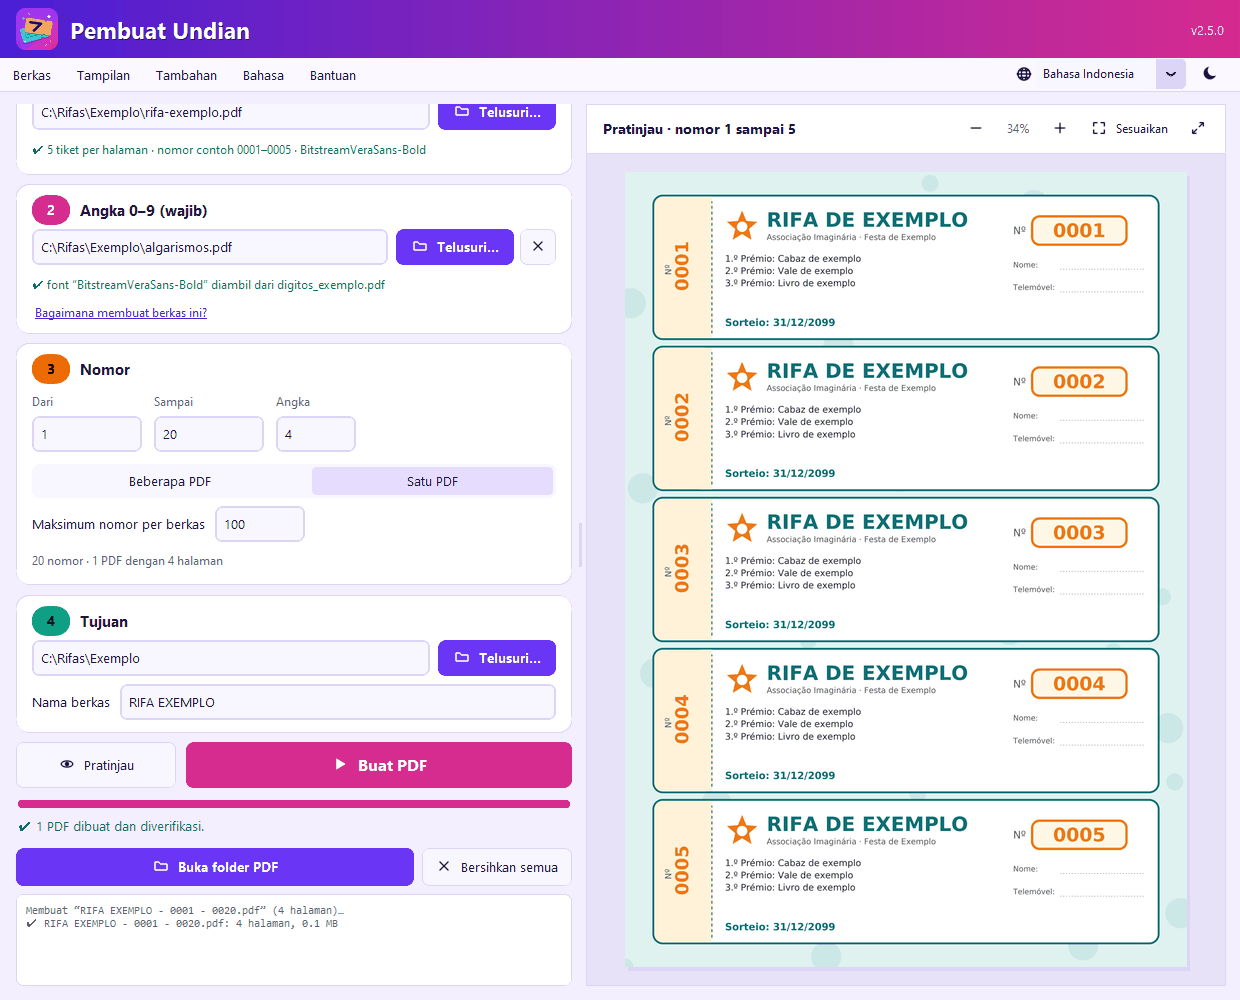 Pembuat Undian
v2.5.0
Berkas
Tampilan
Tambahan
Bahasa
Bantuan
Bahasa Indonesia
C:\Rifas\Exemplo\rifa-exemplo.pdf
Telusuri...
✔ 5 tiket per halaman · nomor contoh 0001–0005 · BitstreamVeraSans-Bold
2
Angka 0–9 (wajib)
C:\Rifas\Exemplo\algarismos.pdf
Telusuri...
✔ font “BitstreamVeraSans-Bold” diambil dari digitos_exemplo.pdf
Bagaimana membuat berkas ini?
3
Nomor
Dari
Sampai
Angka
1
20
4
Beberapa PDF
Satu PDF
Maksimum nomor per berkas
100
20 nomor · 1 PDF dengan 4 halaman
4
Tujuan
C:\Rifas\Exemplo
Telusuri...
Nama berkas
RIFA EXEMPLO
Pratinjau
Buat PDF
✔ 1 PDF dibuat dan diverifikasi.
Buka folder PDF
Bersihkan semua
Membuat “RIFA EXEMPLO - 0001 - 0020.pdf” (4 halaman)…
✔ RIFA EXEMPLO - 0001 - 0020.pdf: 4 halaman, 0.1 MB
Pratinjau · nomor 1 sampai 5
34%
Sesuaikan
Nº 0001
RIFA DE EXEMPLO
Associação Imaginária · Festa de Exemplo
1.º Prémio: Cabaz de exemplo
2.º Prémio: Vale de exemplo
3.º Prémio: Livro de exemplo
Sorteio: 31/12/2099
Nº 0001
Nome:
Telemóvel:
Nº 0002
RIFA DE EXEMPLO
Associação Imaginária · Festa de Exemplo
1.º Prémio: Cabaz de exemplo
2.º Prémio: Vale de exemplo
3.º Prémio: Livro de exemplo
Sorteio: 31/12/2099
Nº 0002
Nome:
Telemóvel:
Nº 0003
RIFA DE EXEMPLO
Associação Imaginária · Festa de Exemplo
1.º Prémio: Cabaz de exemplo
2.º Prémio: Vale de exemplo
3.º Prémio: Livro de exemplo
Sorteio: 31/12/2099
Nº 0003
Nome:
Telemóvel:
Nº 0004
RIFA DE EXEMPLO
Associação Imaginária · Festa de Exemplo
1.º Prémio: Cabaz de exemplo
2.º Prémio: Vale de exemplo
3.º Prémio: Livro de exemplo
Sorteio: 31/12/2099
Nº 0004
Nome:
Telemóvel:
Nº 0005
RIFA DE EXEMPLO
Associação Imaginária · Festa de Exemplo
1.º Prémio: Cabaz de exemplo
2.º Prémio: Vale de exemplo
3.º Prémio: Livro de exemplo
Sorteio: 31/12/2099
Nº 0005
Nome:
Telemóvel: